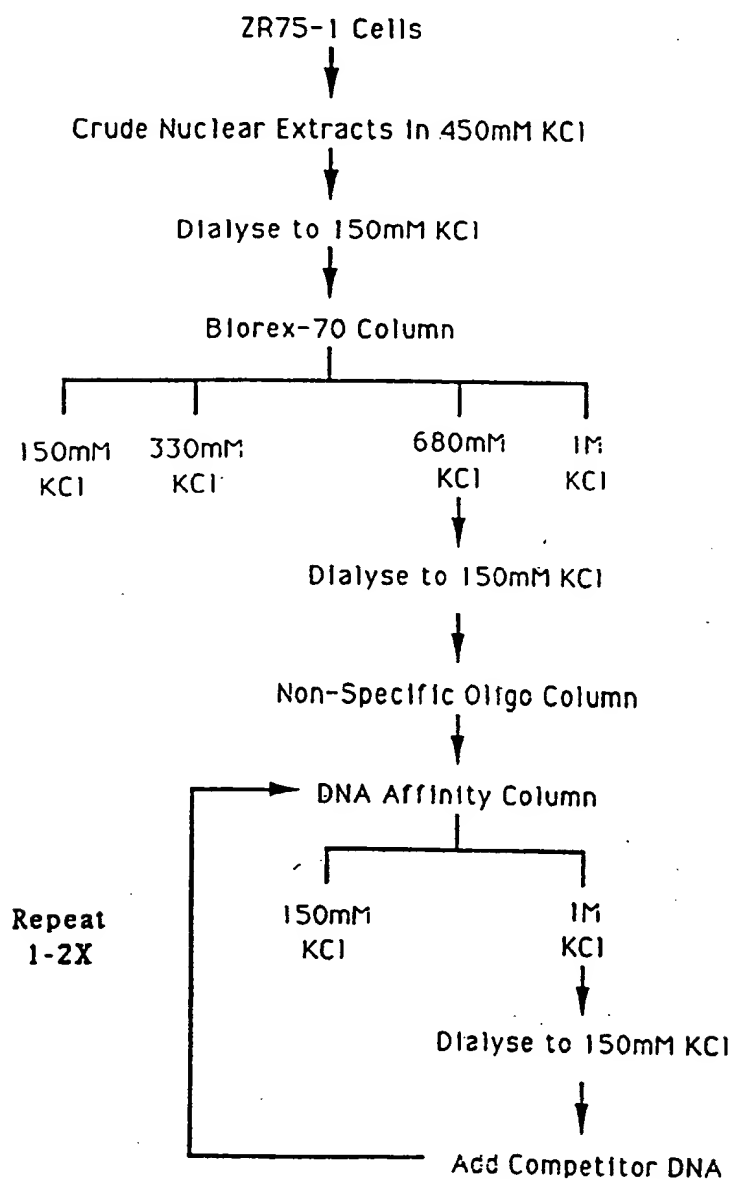 ZR75-1 Cells
Crude Nuclear Extracts in 450mM KCl
Dialyse to 150mM KCl
Biorex-70 Column
150mM 330mM 680mM 1M
KCl KCl KCl KCl
Dialyse to 150mM KCl
Non-Specific Oligo Column
DNA Affinity Column
Repeat
1-2X
150mM 1M
KCl KCl
Dialyse to 150mM KCl
Add Competitor DNA